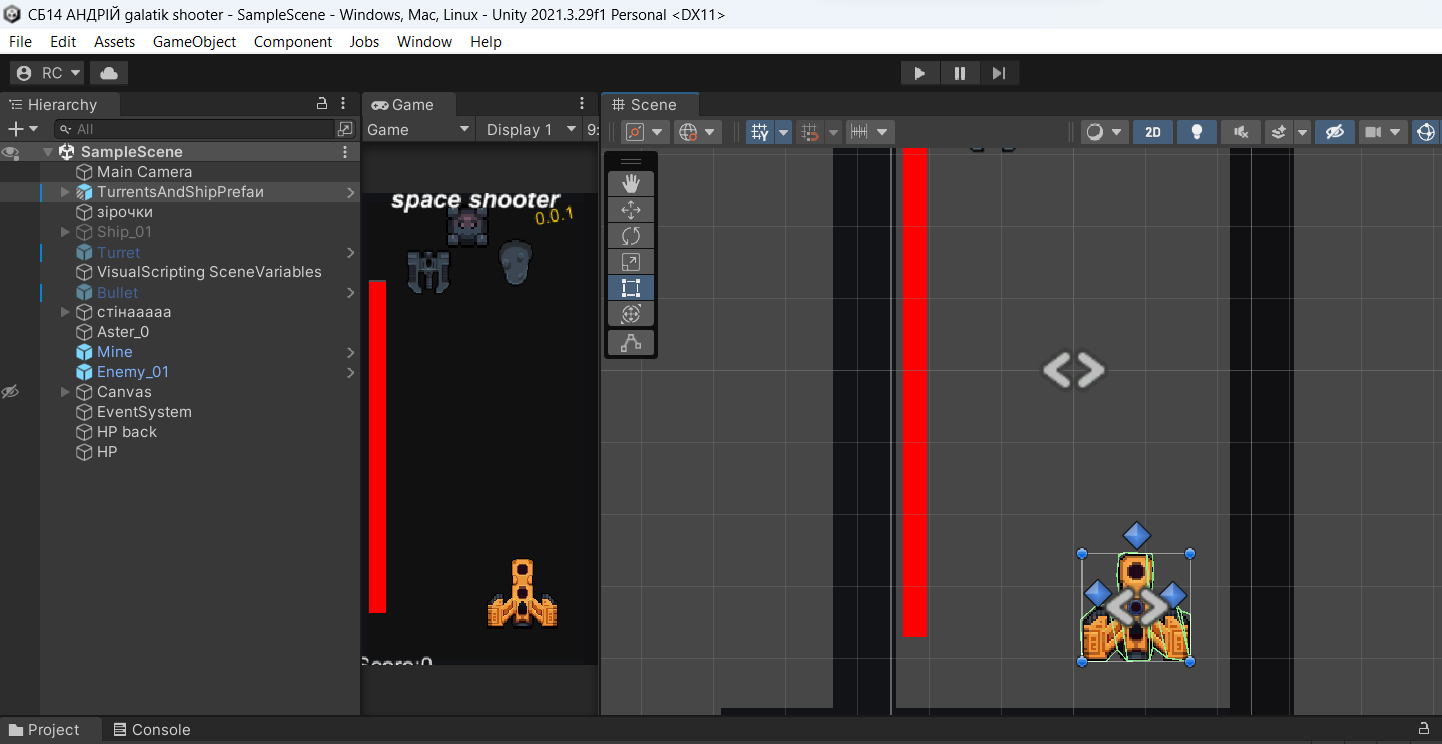 СБ14 АНДРІЙ galatik shooter - SampleScene - Windows, Mac, Linux - Unity 2021.3.29f1 Personal <DX11>
File Edit Assets GameObject Component Jobs Window Help
RC
Hierarchy
All
SampleScene
Main Camera
TurrentsAndShipPrefaи
зірочки
Ship_01
Turret
VisualScripting SceneVariables
Bullet
стінааааа
Aster_0
Mine
Enemy_01
Canvas
EventSystem
HP back
HP
Game
Game Display 1 9:
space shooter
0.0.1
Score:0
Scene
2D
Project Console